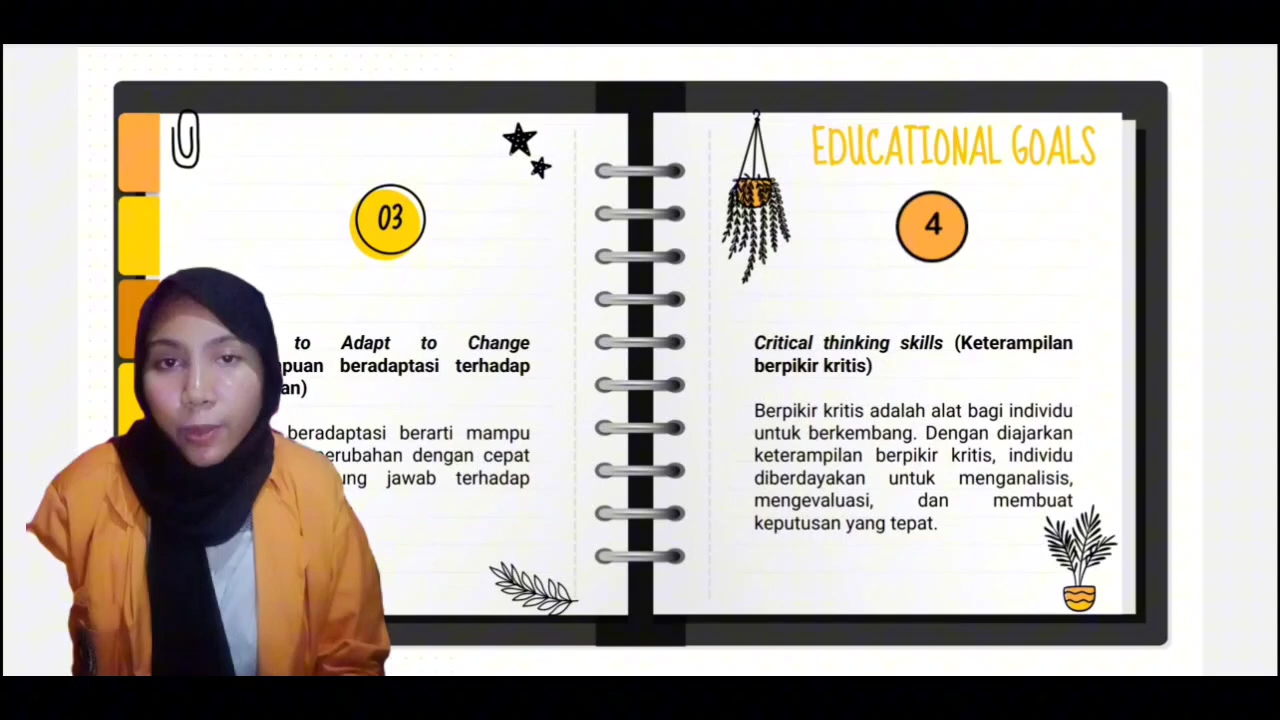 03
to Adapt to Change
puan beradaptasi terhadap
an)
beradaptasi berarti mampu
perubahan dengan cepat
ung jawab terhadap
EDUCATIONAL GOALS
4
Critical thinking skills (Keterampilan
berpikir kritis)
Berpikir kritis adalah alat bagi individu
untuk berkembang. Dengan diajarkan
keterampilan berpikir kritis, individu
diberdayakan untuk menganalisis,
mengevaluasi, dan membuat
keputusan yang tepat.